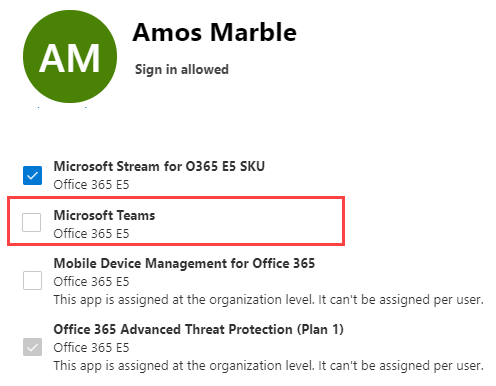 AM
Amos Marble
Sign in allowed
Microsoft Stream for O365 E5 SKU
Office 365 E5
Microsoft Teams
Office 365 E5
Mobile Device Management for Office 365
Office 365 E5
This app is assigned at the organization level. It can't be assigned per user.
Office 365 Advanced Threat Protection (Plan 1)
Office 365 E5
This app is assigned at the organization level. It can't be assigned per user.